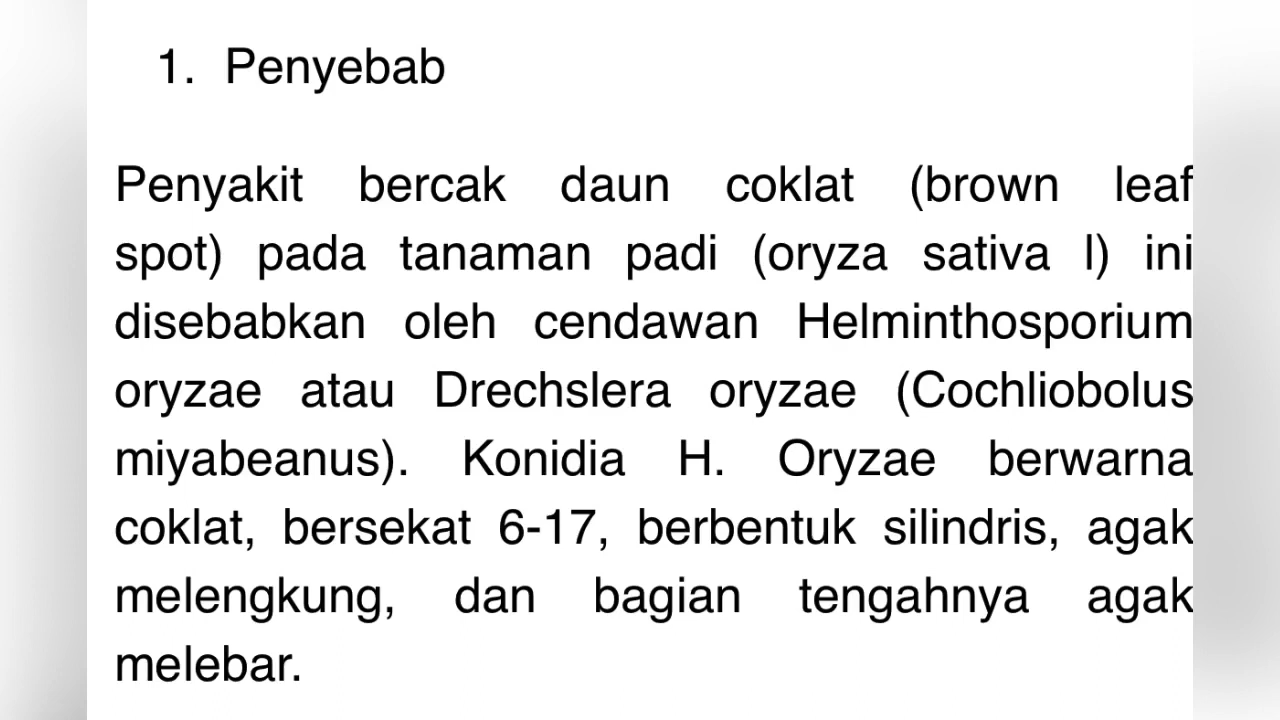 1. Penyebab
Penyakit bercak daun coklat (brown leaf
spot) pada tanaman padi (oryza sativa l) ini
disebabkan oleh cendawan Helminthosporium
oryzae atau Drechslera oryzae (Cochliobolus
miyabeanus). Konidia H. Oryzae berwarna
coklat, bersekat 6-17, berbentuk silindris, agak
melengkung, dan bagian tengahnya agak
melebar.